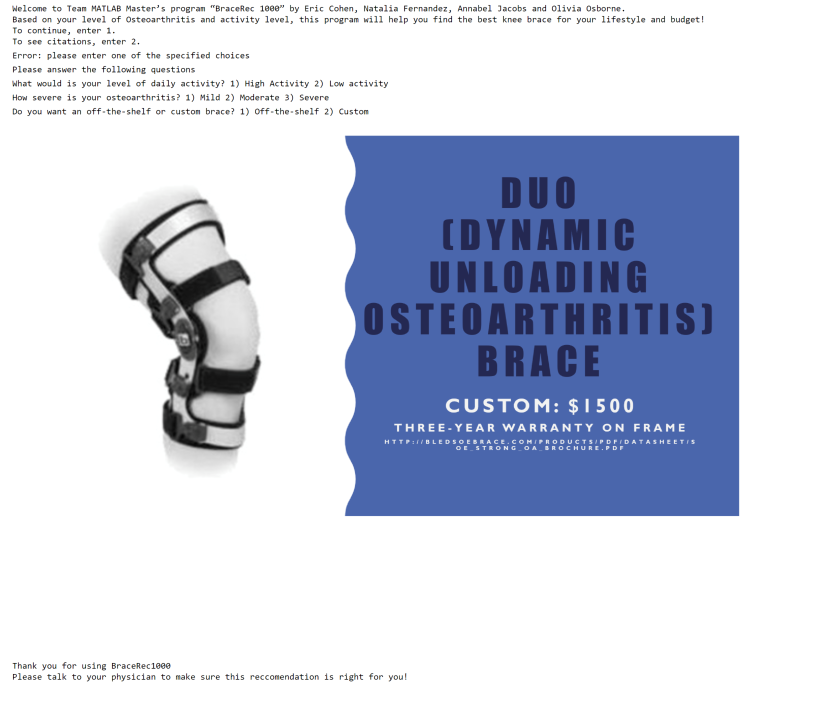 Welcome to Team MATLAB Master's program “BraceRec 1000” by Eric Cohen, Natalia Fernandez, Annabel Jacobs and Olivia Osborne.
Based on your level of Osteoarthritis and activity level, this program will help you find the best knee brace for your lifestyle and budget!
To continue, enter 1.
To see citations, enter 2.
Error: please enter one of the specified choices
Please answer the following questions
What would is your level of daily activity? 1) High Activity 2) Low activity
How severe is your osteoarthritis? 1) Mild 2) Moderate 3) Severe
Do you want an off-the-shelf or custom brace? 1) Off-the-shelf 2) Custom
DUO
(DYNAMIC
UNLOADING
OSTEOARTHRITIS)
BRACE
CUSTOM: $1500
THREE-YEAR WARRANTY ON FRAME
HTTP://BLEDSOEBRACE.COM/PRODUCTS/PDF/DATASHEET/S
OE_STRONG_OA_BROCHURE.PDF
Thank you for using BraceRec1000
Please talk to your physician to make sure this reccomendation is right for you!